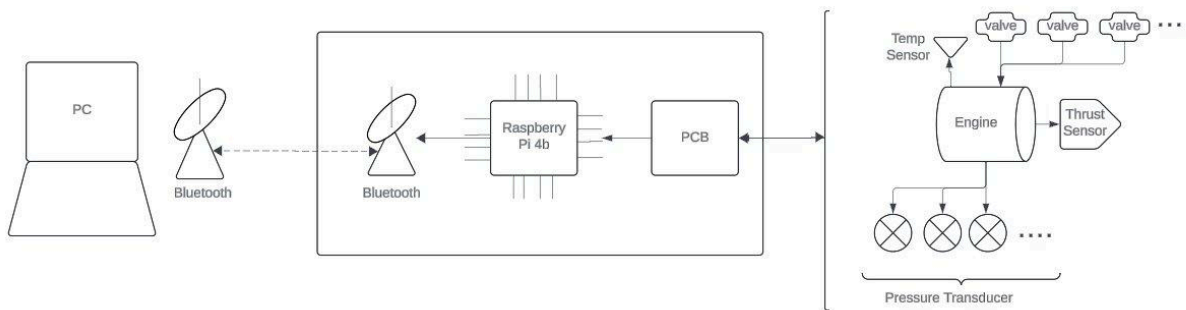 PC
Bluetooth
Bluetooth
Raspberry
Pi 4b
PCB
Temp
Sensor
valve
valve
valve
Engine
Thrust
Sensor
Pressure Transducer